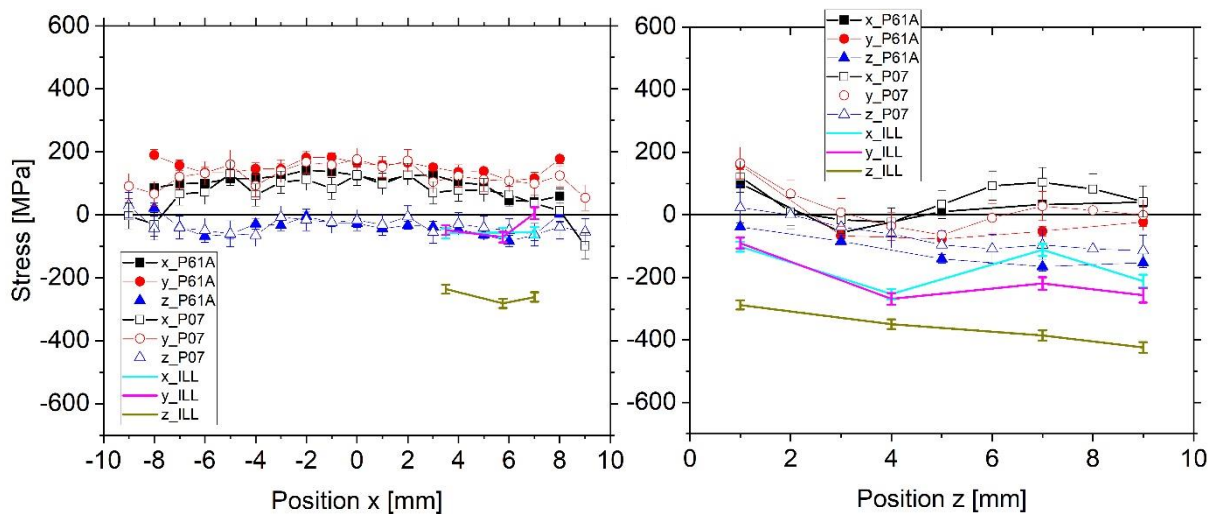 600
400
200
0
-200
-400
-600
Stress [MPa]
x_P61A
y_P61A
z_P61A
x_P07
y_P07
z_P07
x_ILL
y_ILL
z_ILL
-10 -8 -6 -4 -2 0 2 4 6 8 10
Position x [mm]
600
400
200
0
-200
-400
-600
x_P61A
y_P61A
z_P61A
x_P07
y_P07
z_P07
x_ILL
y_ILL
z_ILL
0 2 4 6 8 10
Position z [mm]